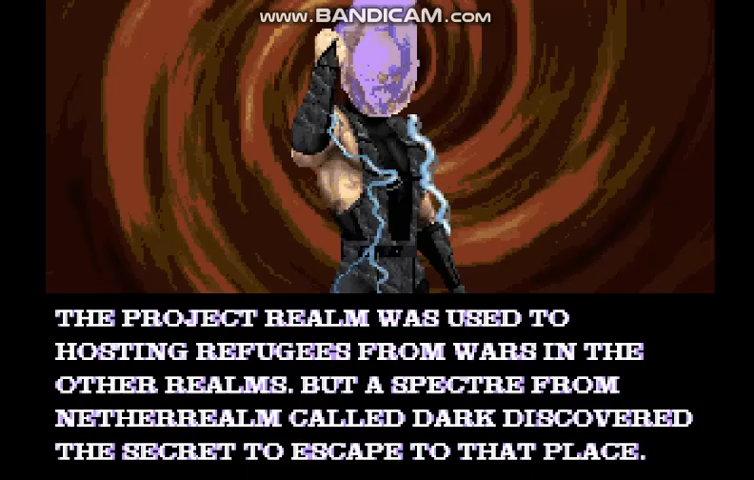 www.BANDICAM.com
THE PROJECT REALM WAS USED TO
HOSTING REFUGEES FROM WARS IN THE
OTHER REALMS. BUT A SPECTRE FROM
NETHERREALM CALLED DARK DISCOVERED
THE SECRET TO ESCAPE TO THAT PLACE.